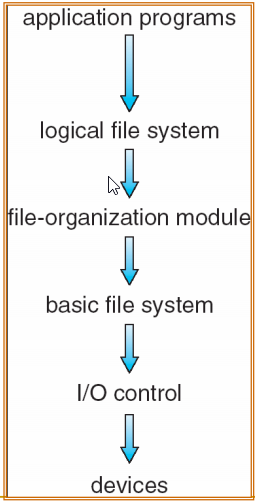 application programs
logical file system
file-organization module
basic file system
I/O control
devices